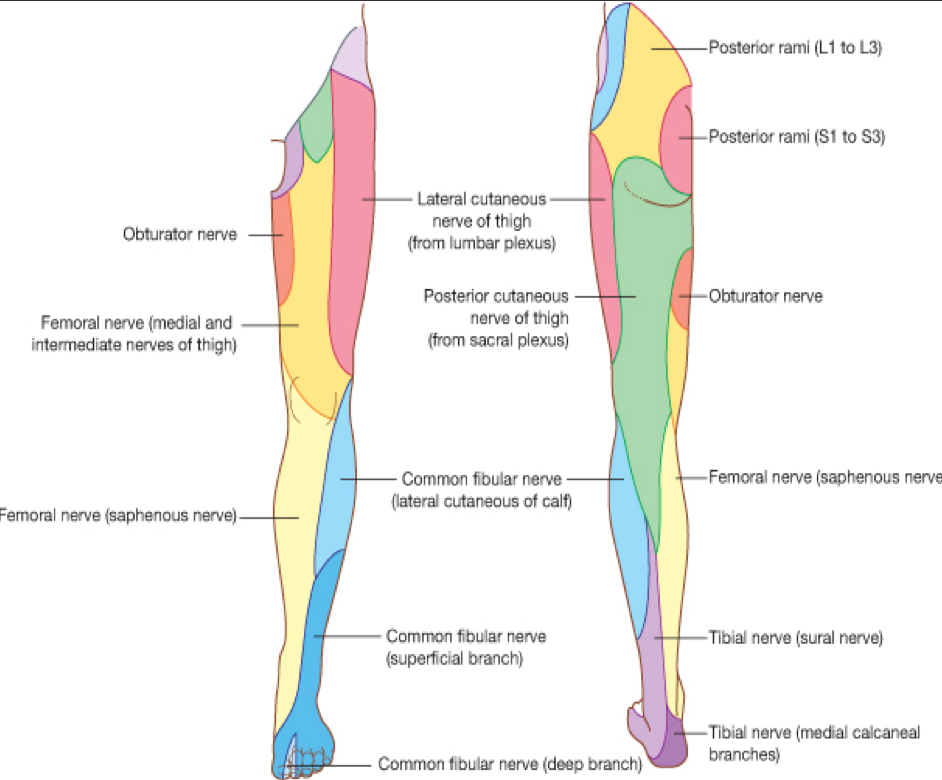 Posterior rami (L1 to L3)
Posterior rami (S1 to S3)
Lateral cutaneous
nerve of thigh
(from lumbar plexus)
Obturator nerve
Posterior cutaneous
nerve of thigh
(from sacral plexus)
Obturator nerve
Femoral nerve (medial and
intermediate nerves of thigh)
Common fibular nerve
(lateral cutaneous of calf)
Femoral nerve (saphenous nerve
Femoral nerve (saphenous nerve)
Common fibular nerve
(superficial branch)
Tibial nerve (sural nerve)
Tibial nerve (medial calcaneal
branches)
Common fibular nerve (deep branch)